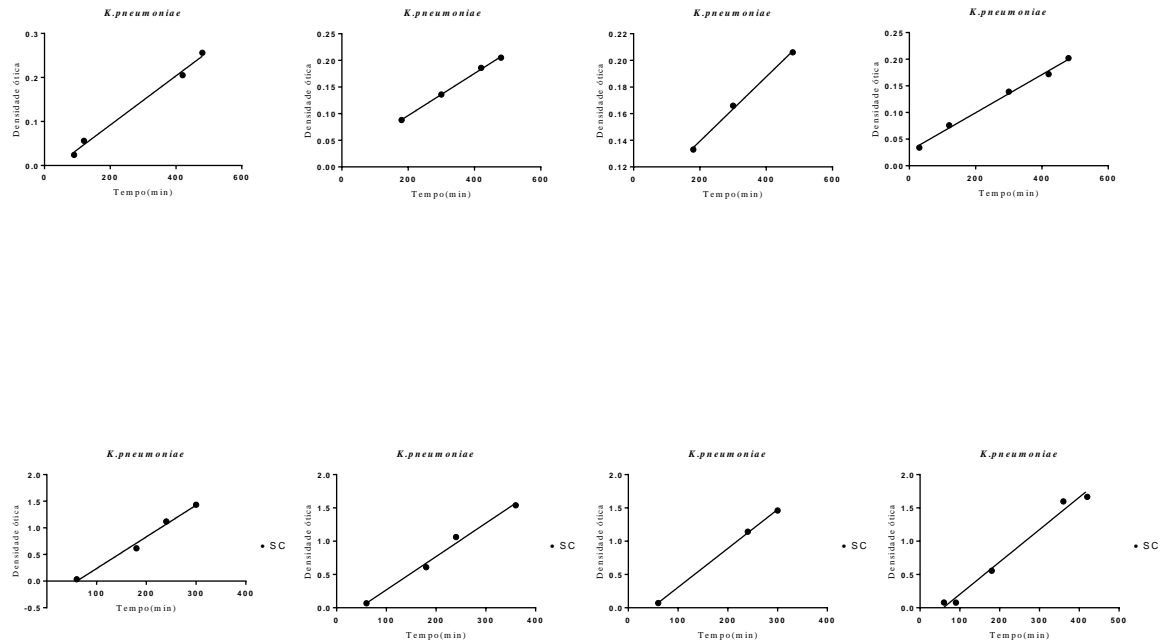 K.pneumoniae
Densidade ótica
0.3
0.2
0.1
0.0
0 200 400 600
Tempo(min)
K.pneumoniae
Densidade ótica
0.25
0.20
0.15
0.10
0.05
0.00
0 200 400 600
Tempo(min)
K.pneumoniae
Densidade ótica
0.22
0.20
0.18
0.16
0.14
0.12
0 200 400 600
Tempo(min)
K.pneumoniae
Densidade ótica
0.25
0.20
0.15
0.10
0.05
0.00
0 200 400 600
Tempo(min)
K.pneumoniae
Densidade ótica
2.0
1.5
1.0
0.5
0.0
-0.5
100 200 300 400
Tempo(min)
SC
K.pneumoniae
Densidade ótica
2.0
1.5
1.0
0.5
0.0
0 100 200 300 400
Tempo(min)
SC
K.pneumoniae
Densidade ótica
2.0
1.5
1.0
0.5
0.0
0 100 200 300 400
Tempo(min)
SC
K.pneumoniae
Densidade ótica
2.0
1.5
1.0
0.5
0.0
0 100 200 300 400 500
Tempo(min)
SC